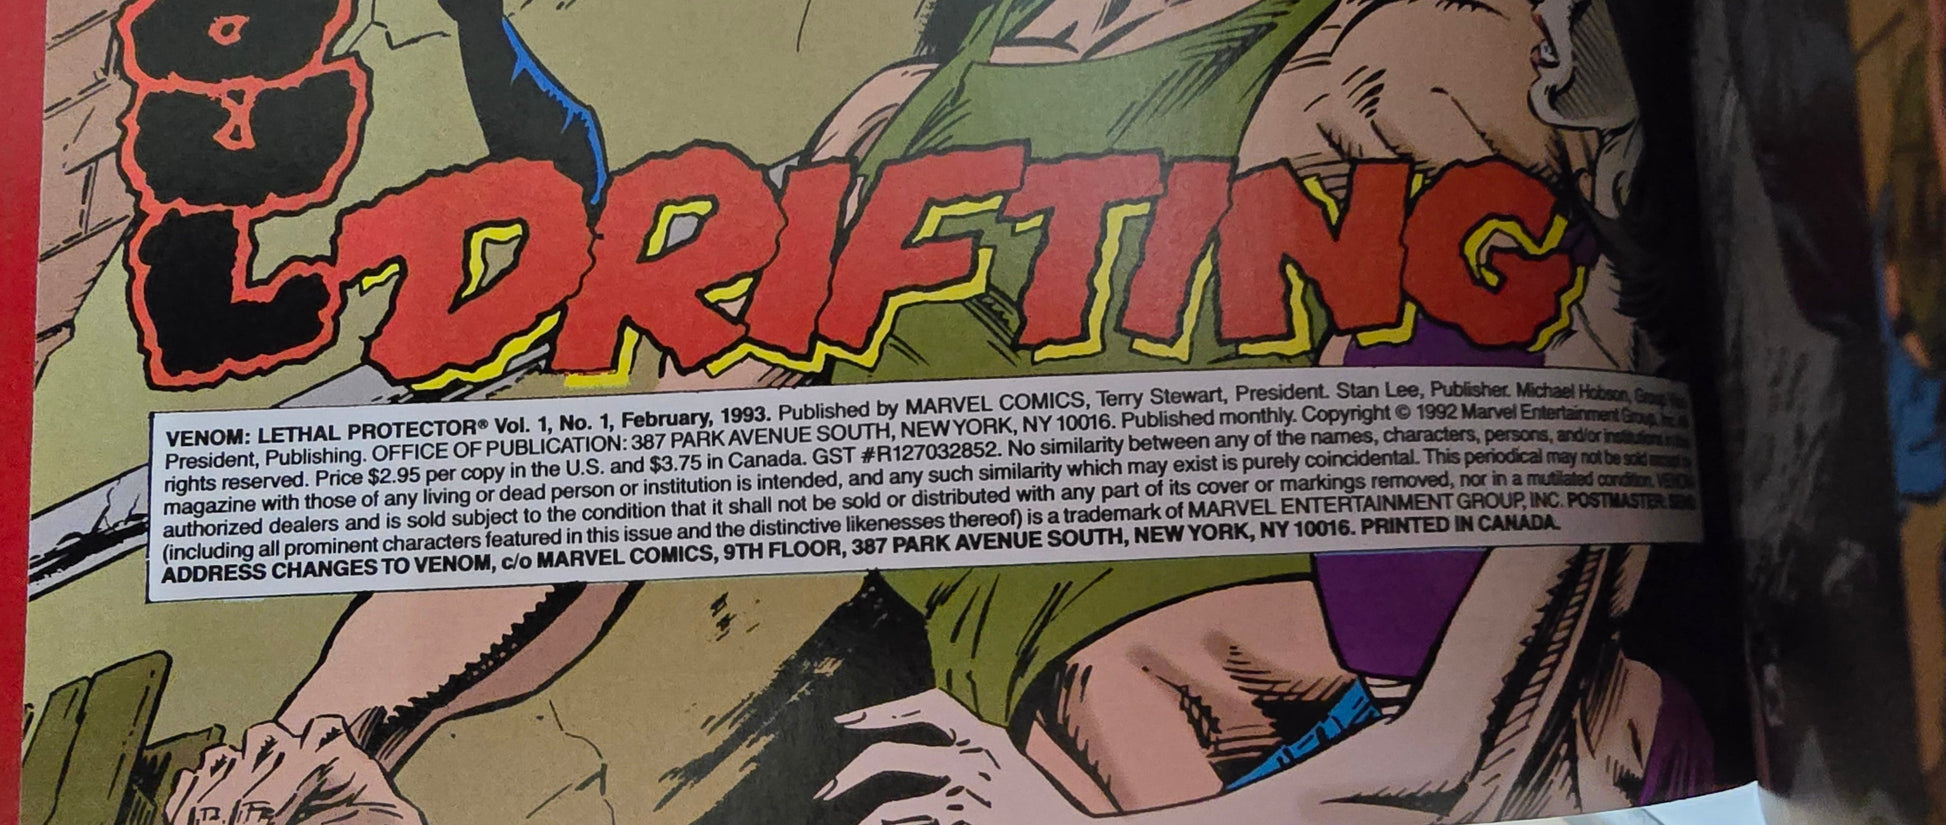 OUL
DRIFTING
VENOM: LETHAL PROTECTOR® Vol. 1, No. 1, February, 1993. Published by MARVEL COMICS, Terry Stewart, President. Stan Lee, Publisher. Michael Hobson, Group Vice
President, Publishing. OFFICE OF PUBLICATION: 387 PARK AVENUE SOUTH, NEW YORK, NY 10016. Published monthly. Copyright © 1992 Marvel Entertainment Group, Inc. All
rights reserved. Price $2.95 per copy in the U.S. and $3.75 in Canada. GST #R127032852. No similarity between any of the names, characters, persons, and/or institutions in this
magazine with those of any living or dead person or institution is intended, and any such similarity which may exist is purely coincidental. This periodical may not be sold except by
authorized dealers and is sold subject to the condition that it shall not be sold or distributed with any part of its cover or markings removed, nor in a mutilated condition. VENOM
(including all prominent characters featured in this issue and the distinctive likenesses thereof) is a trademark of MARVEL ENTERTAINMENT GROUP, INC. POSTMASTER: SEND
ADDRESS CHANGES TO VENOM, c/o MARVEL COMICS, 9TH FLOOR, 387 PARK AVENUE SOUTH, NEW YORK, NY 10016. PRINTED IN CANADA.